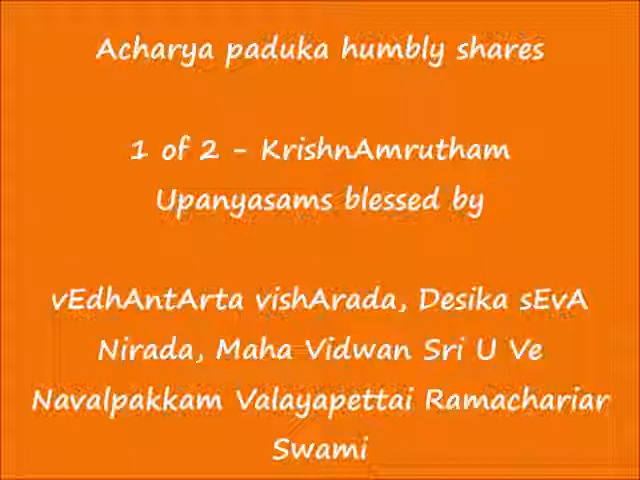 Acharya paduka humbly shares
1 of 2 - KrishnAmrutham
Upanyasams blessed by
vEdhAntArta vishArada, Desika sEvA
Nirada, Maha Vidwan Sri U Ve
Navalpakkam Valayapettai Ramachariar
Swami